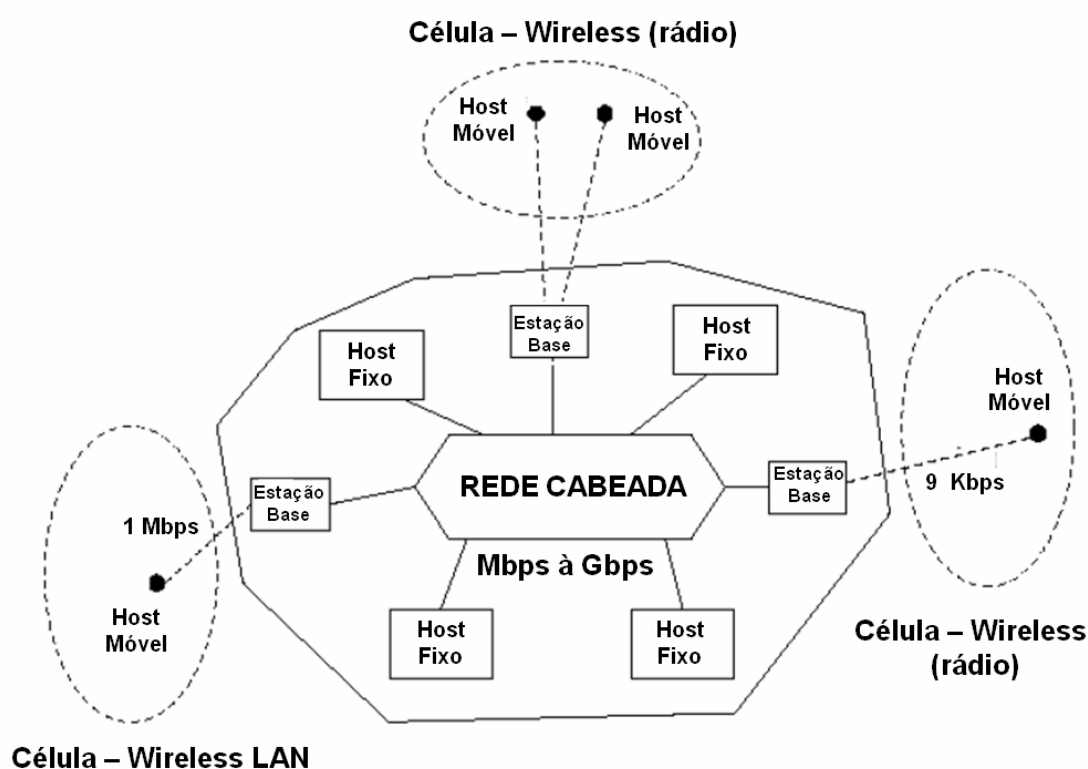 Célula – Wireless (rádio)
Host
Móvel
Host
Móvel
Estação
Base
Host
Fixo
Host
Fixo
Host
Móvel
REDE CABEADA
Estação
Base
Estação
Base
9 Kbps
1 Mbps
Mbps à Gbps
Host
Móvel
Host
Fixo
Host
Fixo
Célula – Wireless
(rádio)
Célula – Wireless LAN